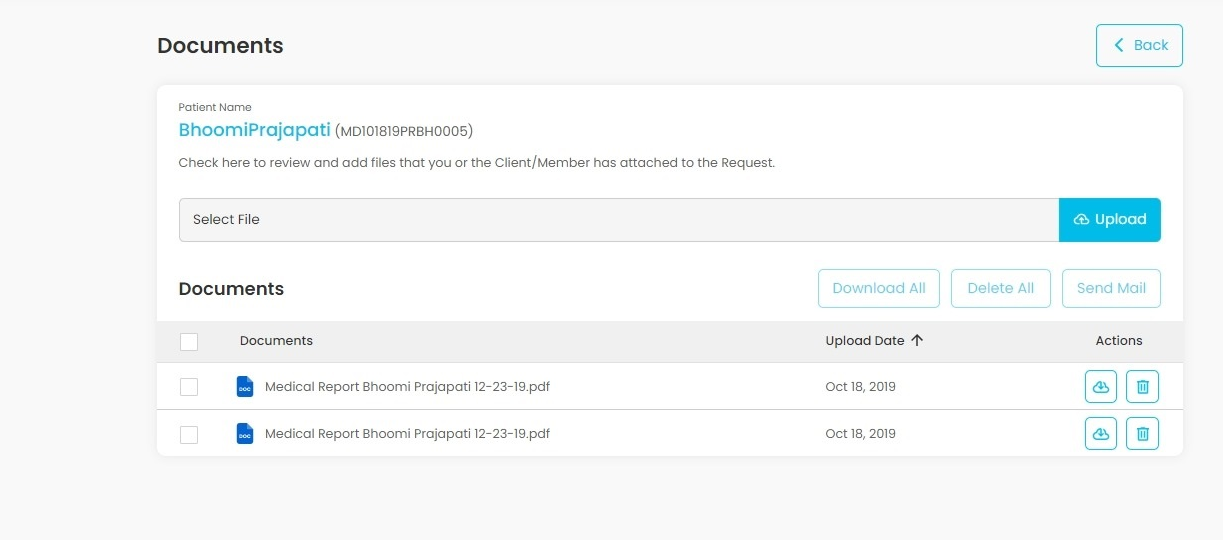 Documents
Back
Patient Name
BhoomiPrajapati (MD101819PRBH0005)
Check here to review and add files that you or the Client/Member has attached to the Request.
Select File
Upload
Documents
Download All
Delete All
Send Mail
Documents
Upload Date
Actions
DOC
Medical Report Bhoomi Prajapati 12-23-19.pdf
Oct 18, 2019
DOC
Medical Report Bhoomi Prajapati 12-23-19.pdf
Oct 18, 2019